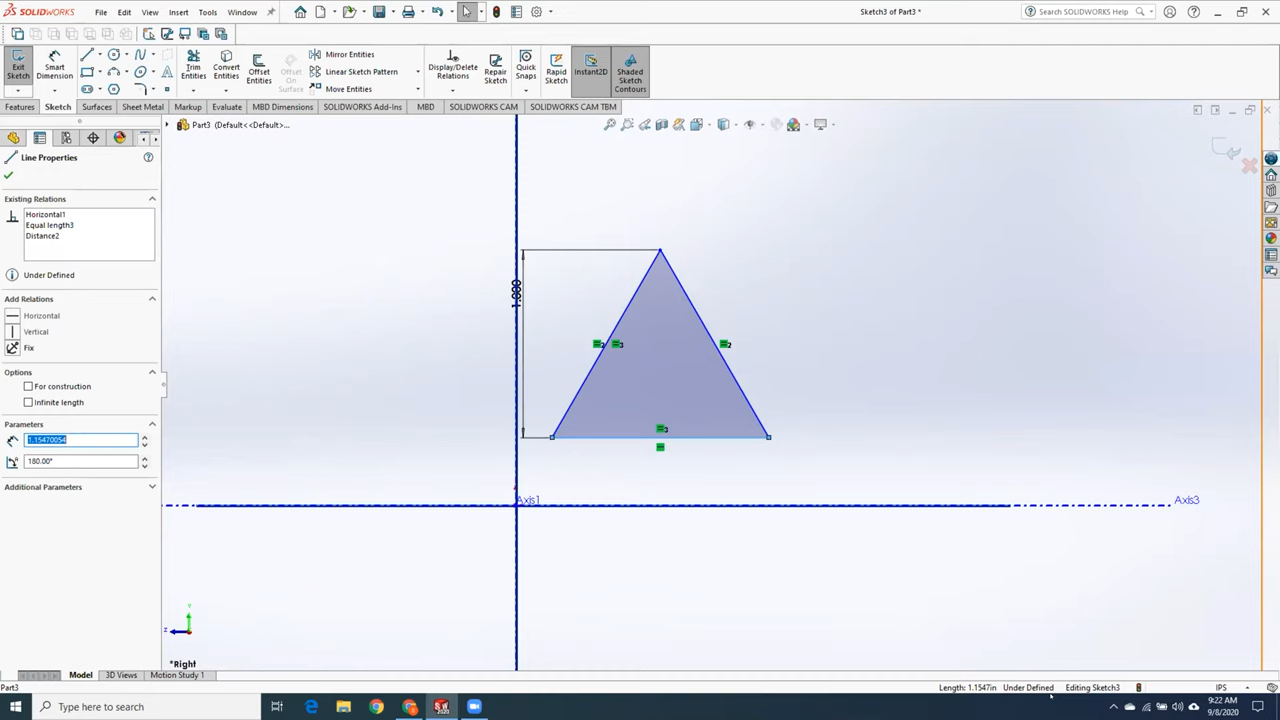 SOLIDWORKS File Edit View Insert Tools Window Sketch3 of Part3 * Search SOLIDWORKS Help
Exit Sketch Smart Dimension Trim Entities Convert Entities Offset Entities Offset On Surface Mirror Entities Linear Sketch Pattern Move Entities Display/Delete Relations Repair Sketch Quick Snaps Rapid Sketch Instant2D Shaded Sketch Contours
Features Sketch Surfaces Sheet Metal Markup Evaluate MBD Dimensions SOLIDWORKS Add-Ins MBD SOLIDWORKS CAM SOLIDWORKS CAM TBM
Part3 (Default<<Default>...
Line Properties
Existing Relations
Horizontal1
Equal length3
Distance2
Under Defined
Add Relations
Horizontal
Vertical
Fix
Options
For construction
Infinite length
Parameters
1.15470054
180.00°
Additional Parameters
1.000
2 3 2
3
Axis1 Axis3
Y
Z
*Right
Model 3D Views Motion Study 1
Part3 Length: 1.1547in Under Defined Editing Sketch3 IPS
Type here to search 9:22 AM
9/8/2020